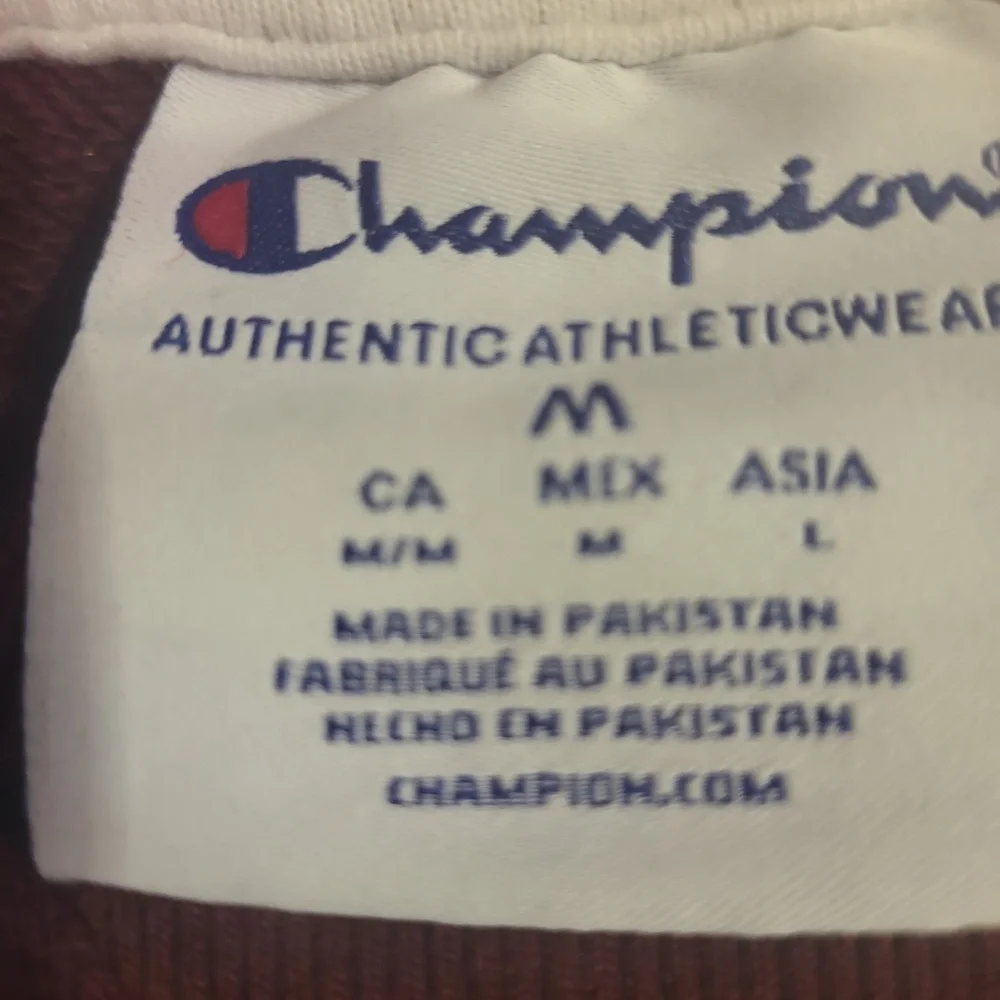 Champion®
AUTHENTIC ATHLETICWEAR
M
CA MEX ASIA
M/M M L
MADE IN PAKISTAN
FABRIQUÉ AU PAKISTAN
HECHO EN PAKISTAN
CHAMPION.COM